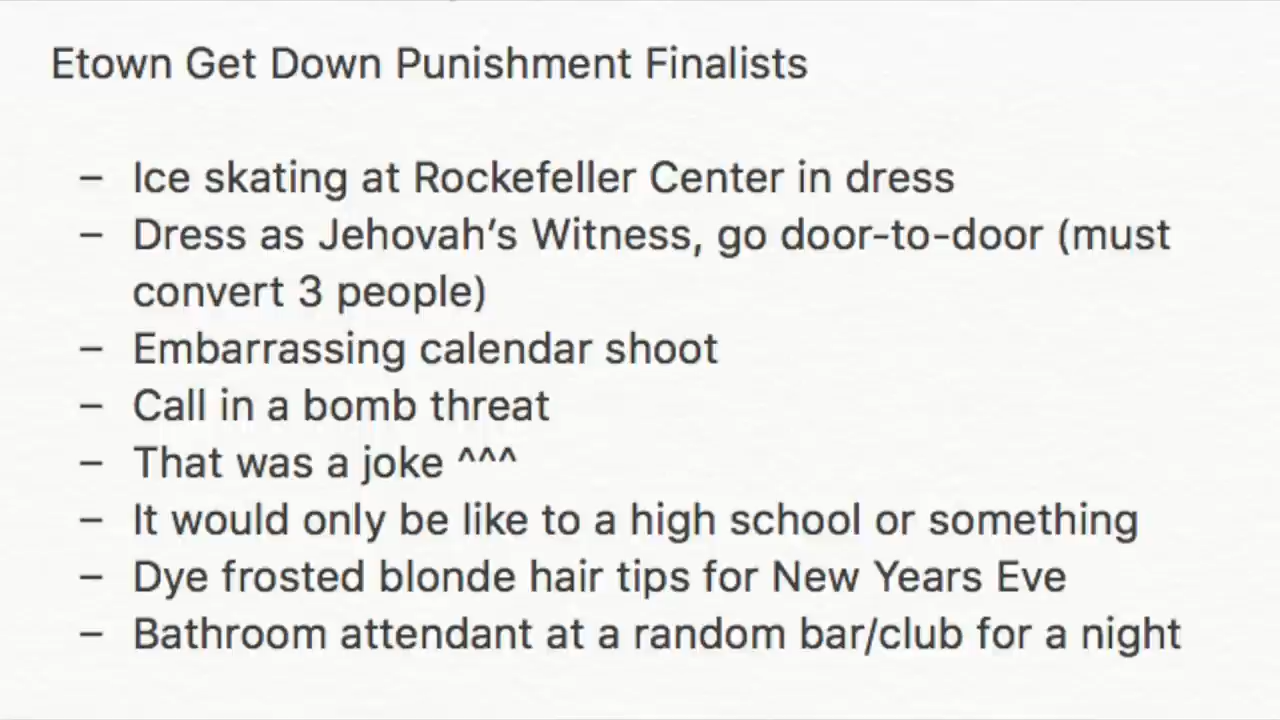 Etown Get Down Punishment Finalists
– Ice skating at Rockefeller Center in dress
– Dress as Jehovah’s Witness, go door-to-door (must
convert 3 people)
– Embarrassing calendar shoot
– Call in a bomb threat
– That was a joke ^^^
– It would only be like to a high school or something
– Dye frosted blonde hair tips for New Years Eve
– Bathroom attendant at a random bar/club for a night